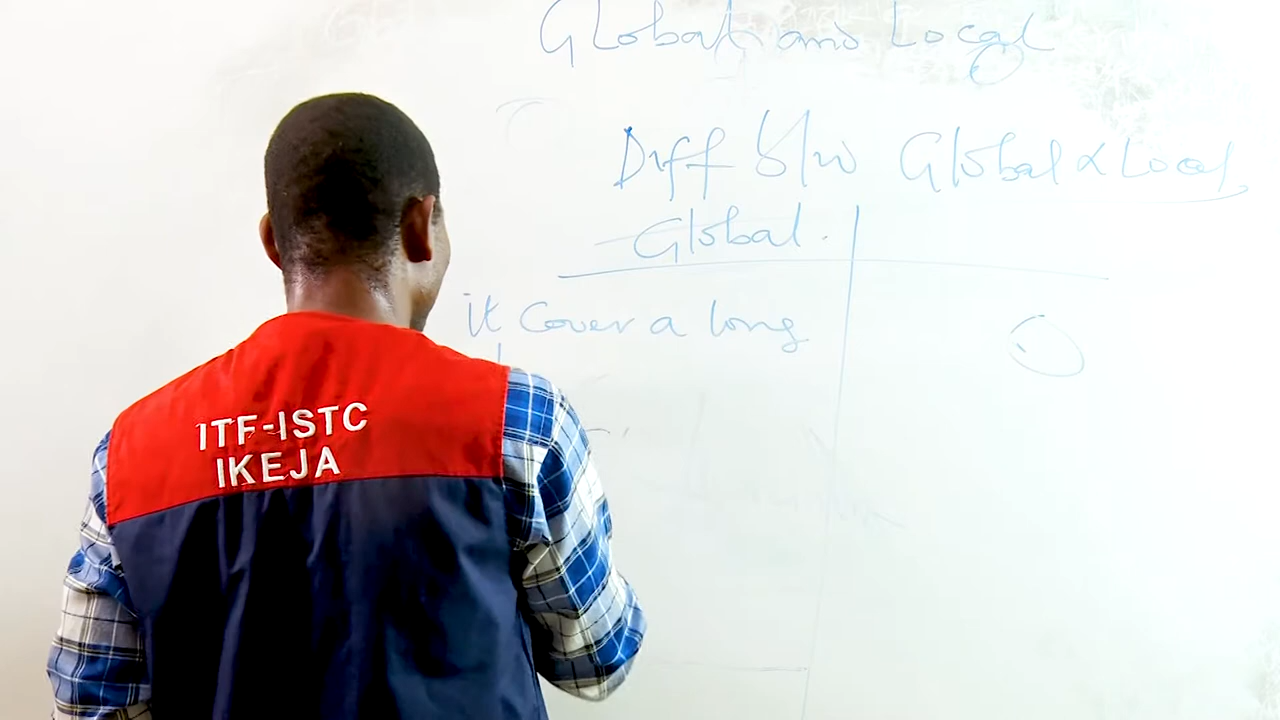 Global and Local
Diff b/w Global & Local
Global.
it Cover a long
ITF-ISTC
IKEJA